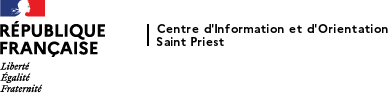 RÉPUBLIQUE
FRANÇAISE
Liberté
Égalité
Fraternité
Centre d'Information et d'Orientation
Saint Priest